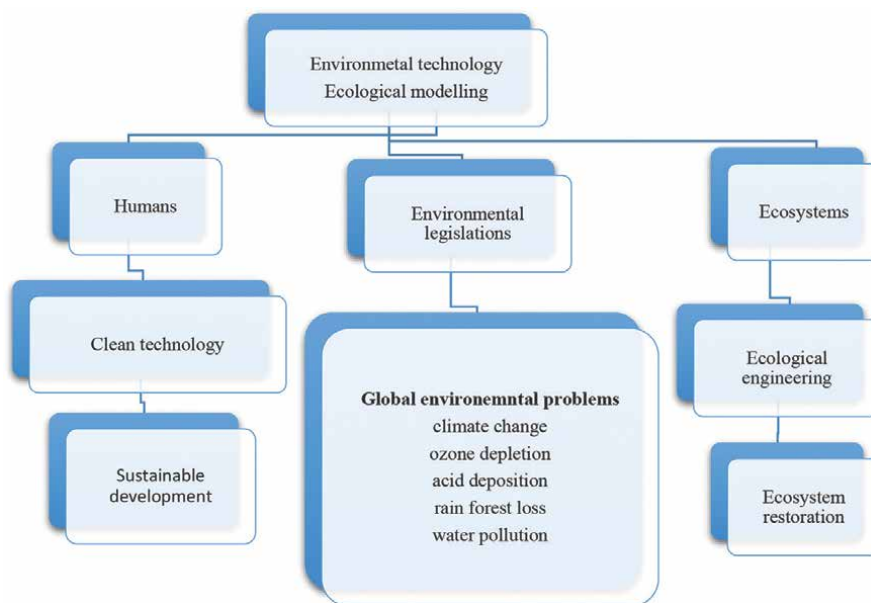 Environmetal technology
Ecological modelling
Humans
Environmental
legislations
Ecosystems
Clean technology
Global environemntal problems
climate change
ozone depletion
acid deposition
rain forest loss
water pollution
Ecological
engineering
Sustainable
development
Ecosystem
restoration